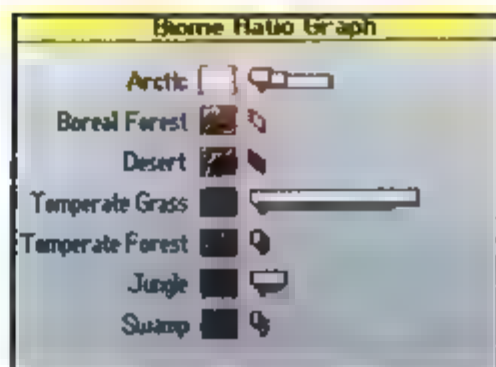 Biome Ratio Graph
Arctic
Boreal Forest
Desert
Temperate Grass
Temperate Forest
Jungle
Swamp